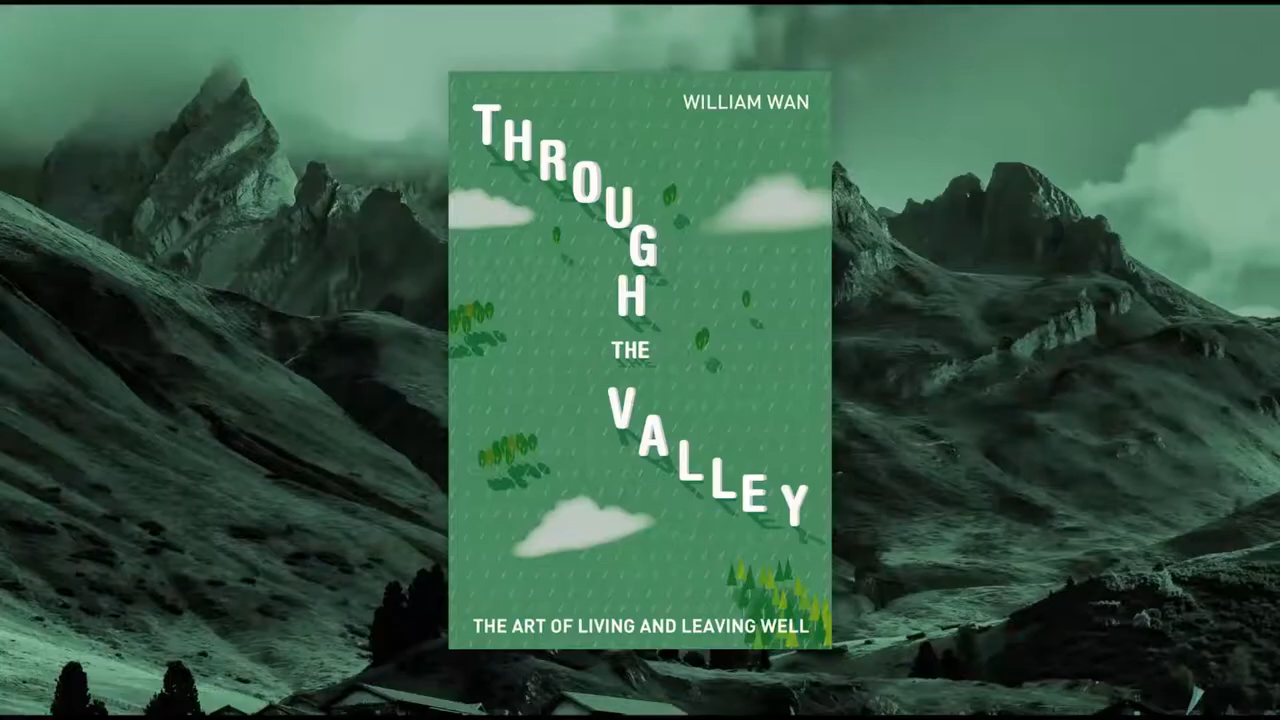 WILLIAM WAN
THROUGH
THE
VALLEY
THE ART OF LIVING AND LEAVING WELL